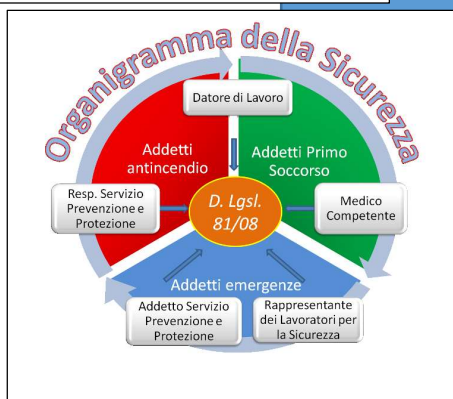 Organigramma della Sicurezza
Datore di Lavoro
Addetti
antincendio
Addetti Primo
Soccorso
Resp. Servizio
Prevenzione e
Protezione
D. Lgsl.
81/08
Medico
Competente
Addetti emergenze
Addetto Servizio
Prevenzione e
Protezione
Rappresentante
dei Lavoratori per
la Sicurezza